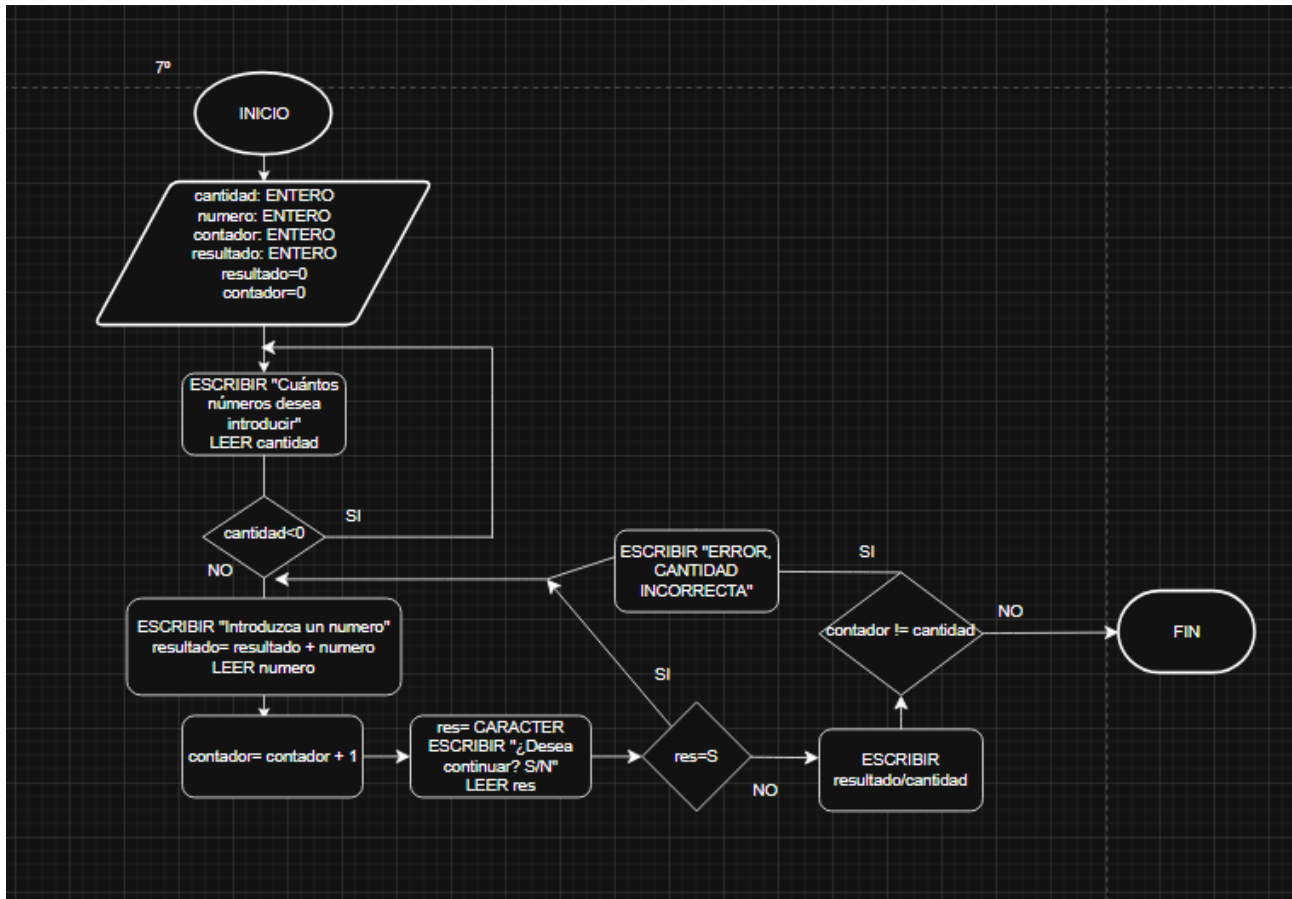 7º
INICIO
cantidad: ENTERO
numero: ENTERO
contador: ENTERO
resultado: ENTERO
resultado=0
contador=0
ESCRIBIR "Cuántos
números desea
introducir"
LEER cantidad
cantidad<0
SI
NO
ESCRIBIR "Introduzca un numero"
resultado= resultado + numero
LEER numero
contador= contador + 1
res= CARACTER
ESCRIBIR "¿Desea
continuar? S/N"
LEER res
res=S
SI
NO
ESCRIBIR
resultado/cantidad
contador != cantidad
SI
ESCRIBIR "ERROR,
CANTIDAD
INCORRECTA"
NO
FIN